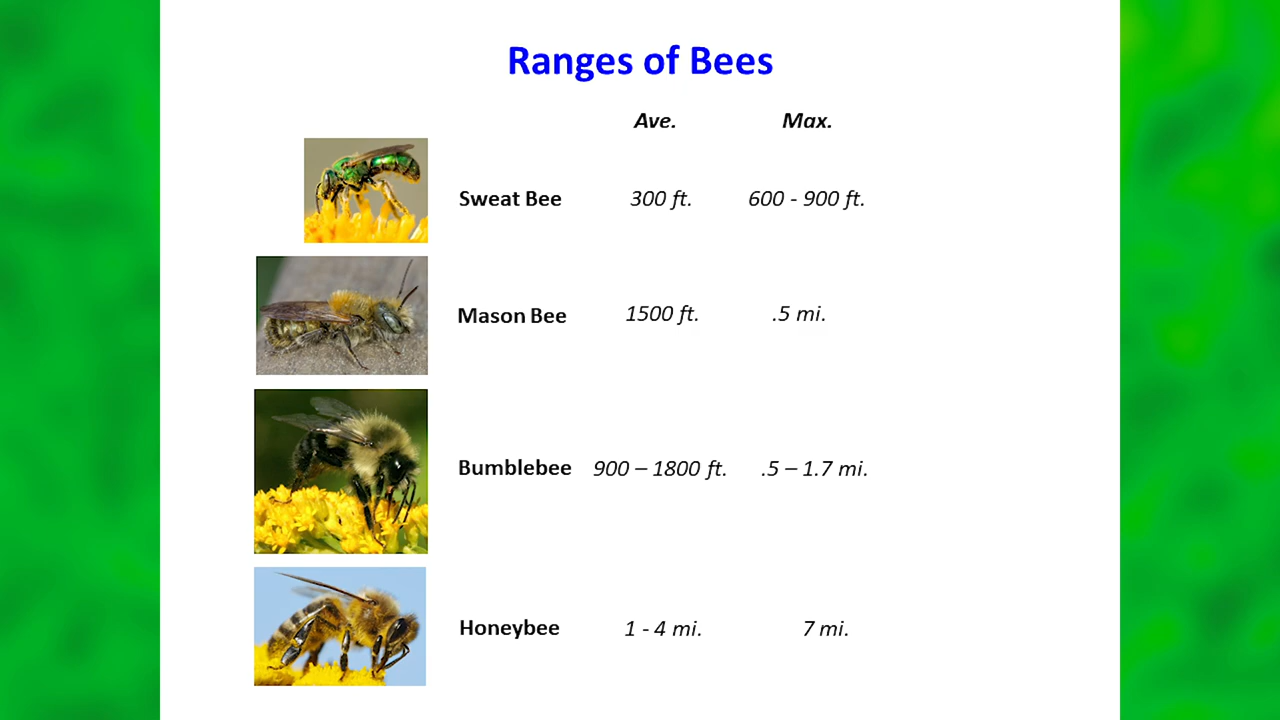 Ranges of Bees
Ave. Max.
Sweat Bee 300 ft. 600 - 900 ft.
Mason Bee 1500 ft. .5 mi.
Bumblebee 900 – 1800 ft. .5 – 1.7 mi.
Honeybee 1 - 4 mi. 7 mi.